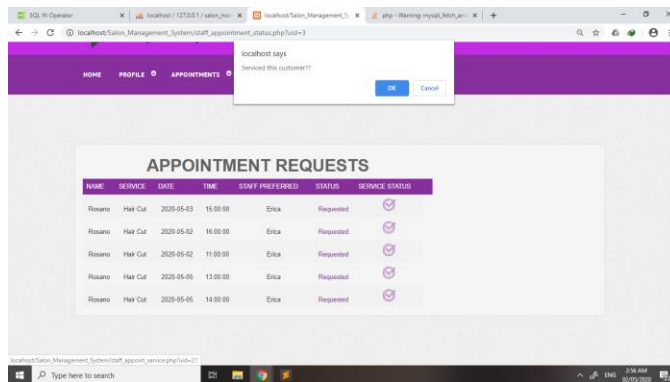 SQL IN Operator
localhost / 127.0.0.1 / salon_ma
localhost/Salon_Management_S
php - Warning: mysqli_fetch_arra
localhost/Salon_Management_System/staff_appointment_status.php?uid=3
localhost says
Serviced this customer??
OK Cancel
HOME PROFILE APPOINTMENTS
APPOINTMENT REQUESTS
NAME SERVICE DATE TIME STAFF PREFERRED STATUS SERVICE STATUS
Rosano Hair Cut 2020-05-03 15:00:00 Erica Requested
Rosano Hair Cut 2020-05-02 16:00:00 Erica Requested
Rosano Hair Cut 2020-05-02 11:00:00 Erica Requested
Rosano Hair Cut 2020-05-05 13:00:00 Erica Requested
Rosano Hair Cut 2020-05-05 14:00:00 Erica Requested
localhost/Salon_Management_System/staff_appoint_service.php?uid=21
Type here to search
ENG
2:56 AM
02/05/2020